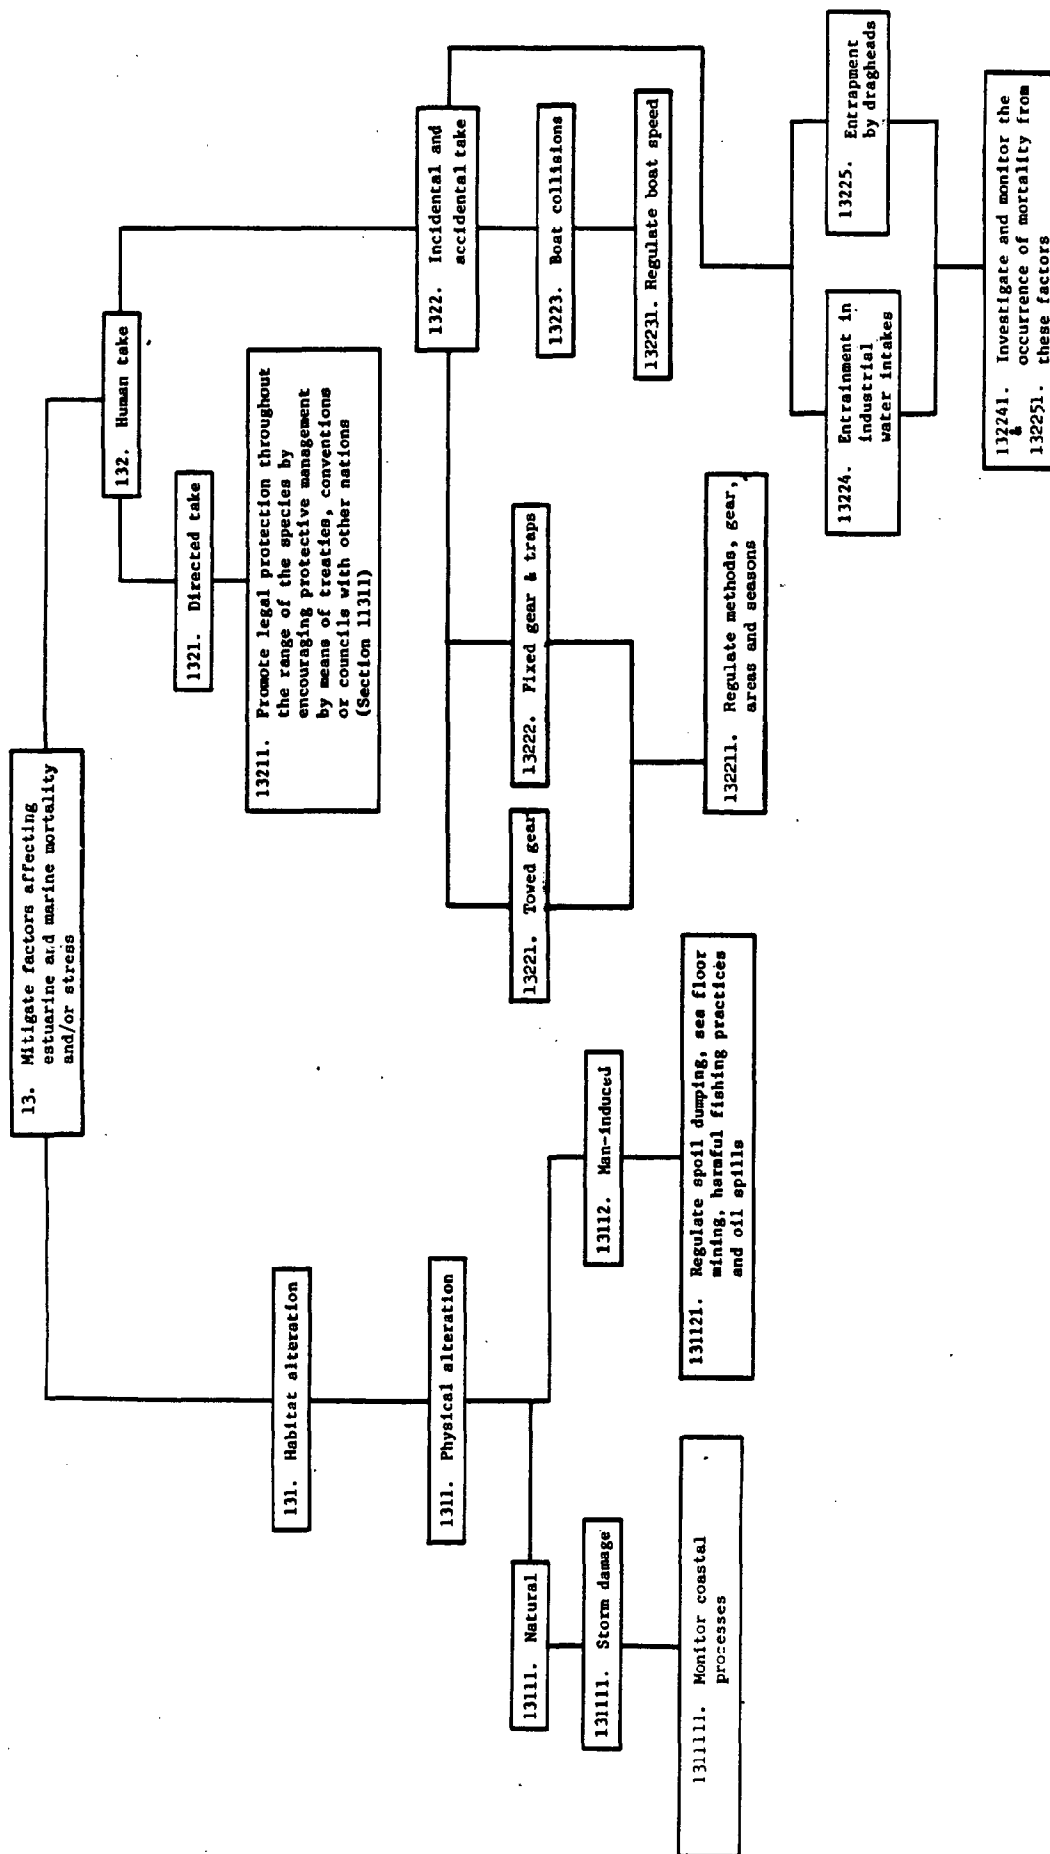 13. Mitigate factors affecting
estuarine and marine mortality
and/or stress
131. Habitat alteration
1311. Physical alteration
13111. Natural
131111. Storm damage
1311111. Monitor coastal
processes
13112. Man-induced
131121. Regulate spoil dumping, sea floor
mining, harmful fishing practices
and oil spills
132. Human take
1321. Directed take
13211. Promote legal protection throughout
the range of the species by
encouraging protective management
by means of treaties, conventions
or councils with other nations
(Section 11311)
1322. Incidental and
accidental take
13221. Towed gear
13222. Fixed gear & traps
132211. Regulate methods, gear,
areas and seasons
13223. Boat collisions
132231. Regulate boat speed
13224. Entrainment in
industrial
water intakes
13225. Entrapment
by dragheads
132241. Investigate and monitor the
& occurrence of mortality from
132251. these factors